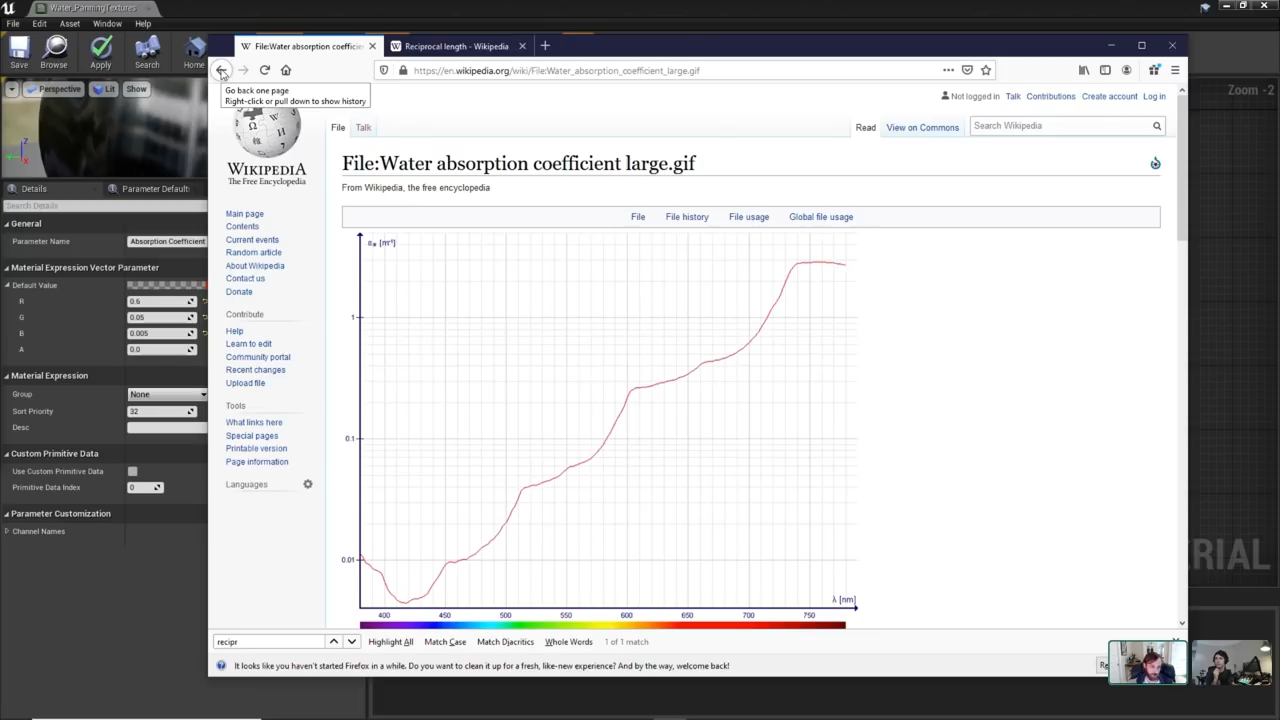 Water_PanningTextures
File Edit Asset Window Help
Save Browse Apply Search Home
Perspective Lit Show
Zoom -2
Details Parameter Default
Search Details
General
Parameter Name Absorption Coefficient
Material Expression Vector Parameter
Default Value
R 0.6
G 0.05
B 0.005
A 0.0
Material Expression
Group None
Sort Priority 32
Desc
Custom Primitive Data
Use Custom Primitive Data
Primitive Data Index 0
Parameter Customization
Channel Names
File:Water absorption coefficie
Reciprocal length - Wikipedia
https://en.wikipedia.org/wiki/File:Water_absorption_coefficient_large.gif
Go back one page
Right-click or pull down to show history
Not logged in Talk Contributions Create account Log in
File Talk
Read View on Commons Search Wikipedia
WIKIPEDIA
The Free Encyclopedia
Main page
Contents
Current events
Random article
About Wikipedia
Contact us
Donate
Contribute
Help
Learn to edit
Community portal
Recent changes
Upload file
Tools
What links here
Special pages
Printable version
Page information
Languages
File:Water absorption coefficient large.gif
From Wikipedia, the free encyclopedia
File File history File usage Global file usage
[m⁻¹]
1
0.1
0.01
λ [nm]
400 450 500 550 600 650 700 750
recipr Highlight All Match Case Match Diacritics Whole Words 1 of 1 match
It looks like you haven't started Firefox in a while. Do you want to clean it up for a fresh, like-new experience? And by the way, welcome back!